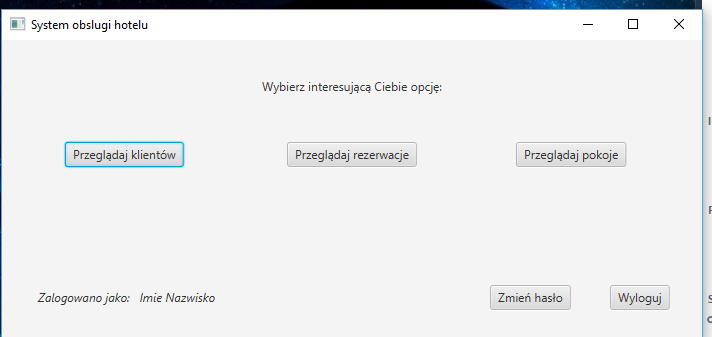 System obslugi hotelu
Wybierz interesującą Ciebie opcję:
Przeglądaj klientów
Przeglądaj rezerwacje
Przeglądaj pokoje
Zalogowano jako: Imie Nazwisko
Zmień hasło
Wyloguj